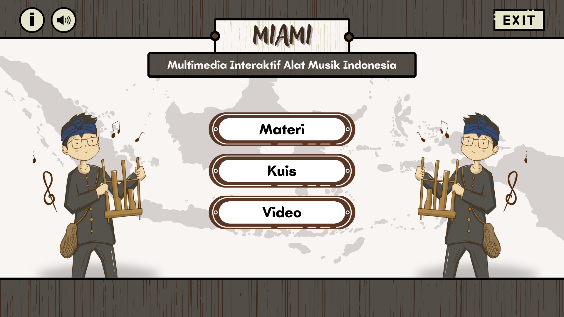 i
EXIT
MIAMI
Multimedia Interaktif Alat Musik Indonesia
Materi
Kuis
Video